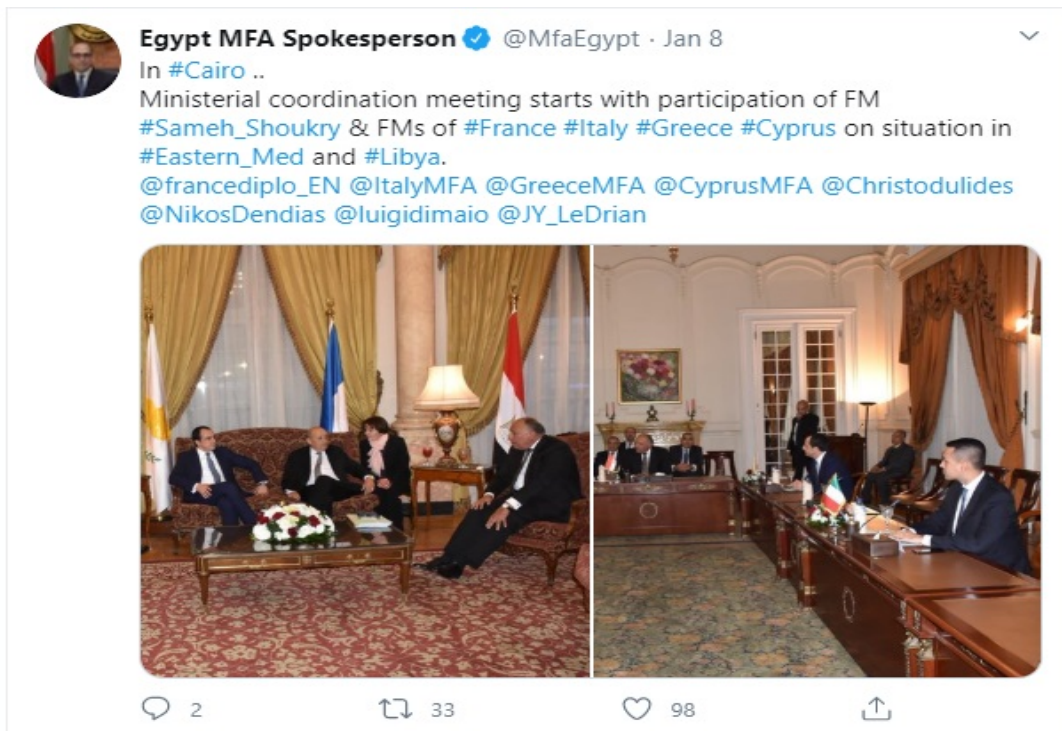 Egypt MFA Spokesperson @MfaEgypt · Jan 8
In #Cairo ..
Ministerial coordination meeting starts with participation of FM
#Sameh_Shoukry & FMs of #France #Italy #Greece #Cyprus on situation in
#Eastern_Med and #Libya.
@francediplo_EN @ItalyMFA @GreeceMFA @CyprusMFA @Christodulides
@NikosDendias @luigidimaio @JY_LeDrian
2 33 98